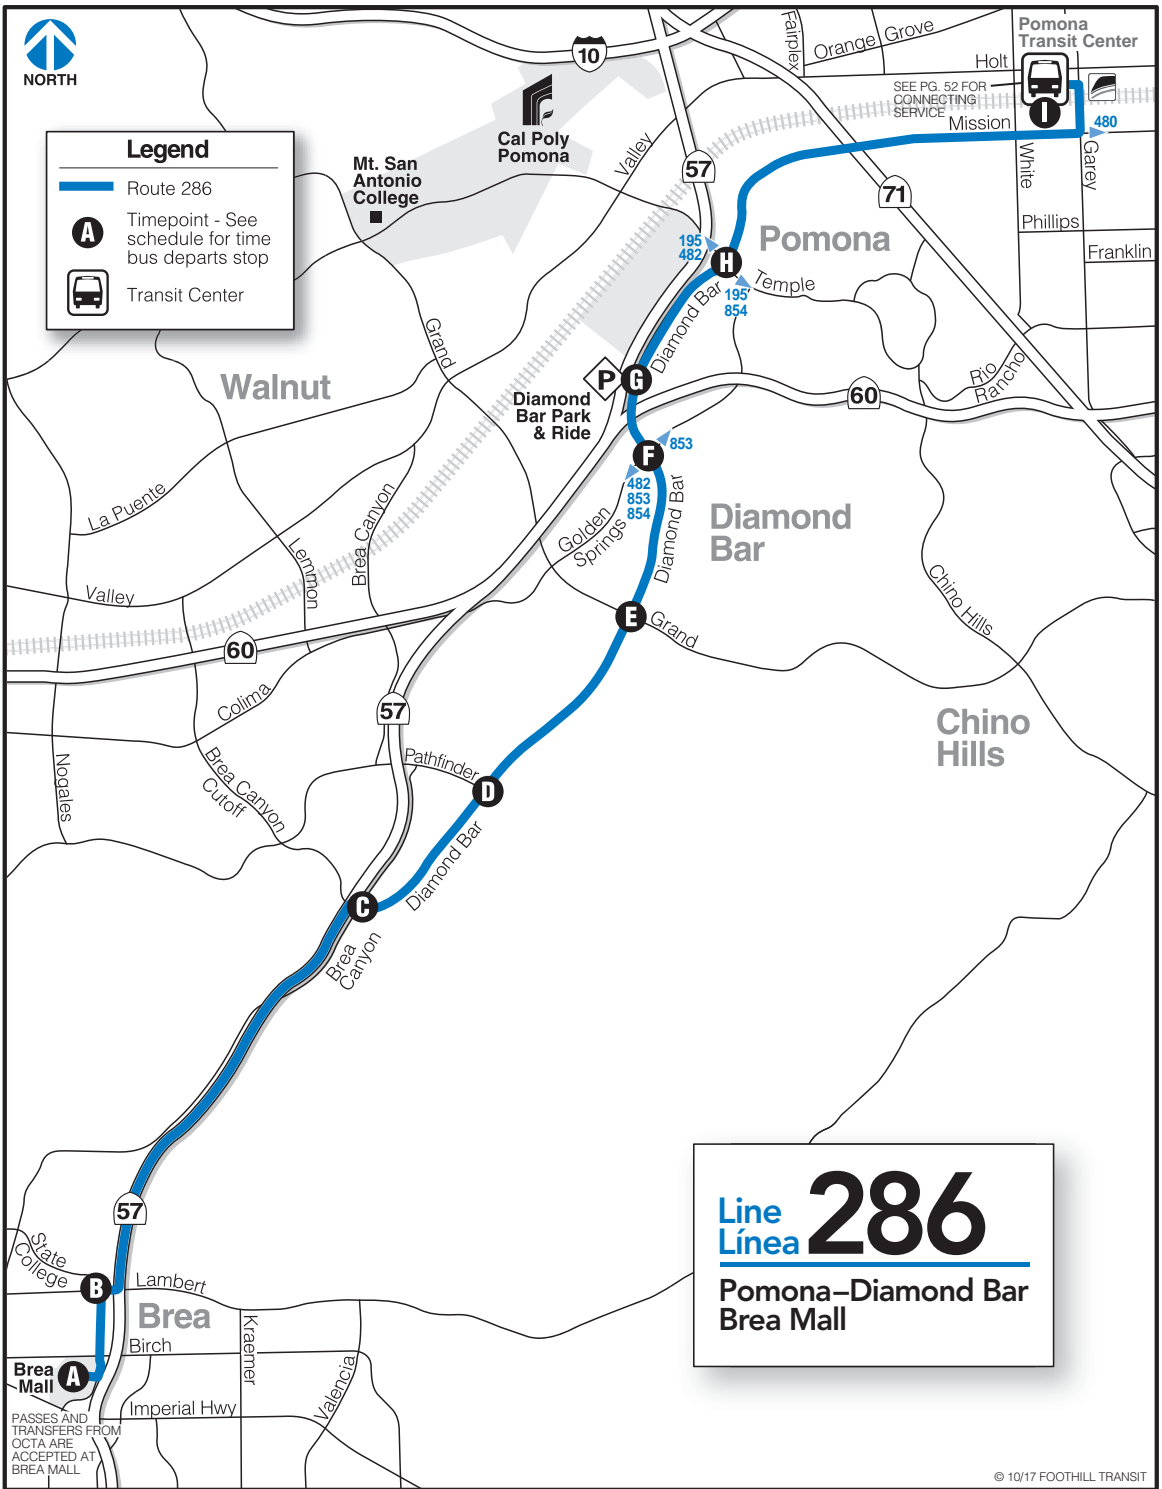 NORTH
10
Fairplex
Orange Grove
Pomona
Transit Center
Holt
SEE PG. 52 FOR
CONNECTING
SERVICE
I
Mission
480
White
Garey
Phillips
Franklin
Legend
Route 286
A
Timepoint - See
schedule for time
bus departs stop
Transit Center
Cal Poly
Pomona
Mt. San
Antonio
College
Valley
57
71
Pomona
195
482
H
Temple
195
854
Diamond Bar
Grand
Walnut
P
G
Diamond
Bar Park
& Ride
60
Rio
Rancho
F
853
482
853
854
Golden
Springs
Diamond Bar
Diamond
Bar
La Puente
Brea Canyon
Lemmon
Valley
Chino Hills
E
Grand
60
Colima
57
Chino
Hills
Nogales
Brea Canyon
Cutoff
Pathfinder
D
Diamond Bar
C
Brea
Canyon
57
State
College
B
Lambert
Brea
Birch
Kraemer
Brea
Mall
A
Valencia
Imperial Hwy
PASSES AND
TRANSFERS FROM
OCTA ARE
ACCEPTED AT
BREA MALL
Line
Línea
286
Pomona–Diamond Bar
Brea Mall
© 10/17 FOOTHILL TRANSIT